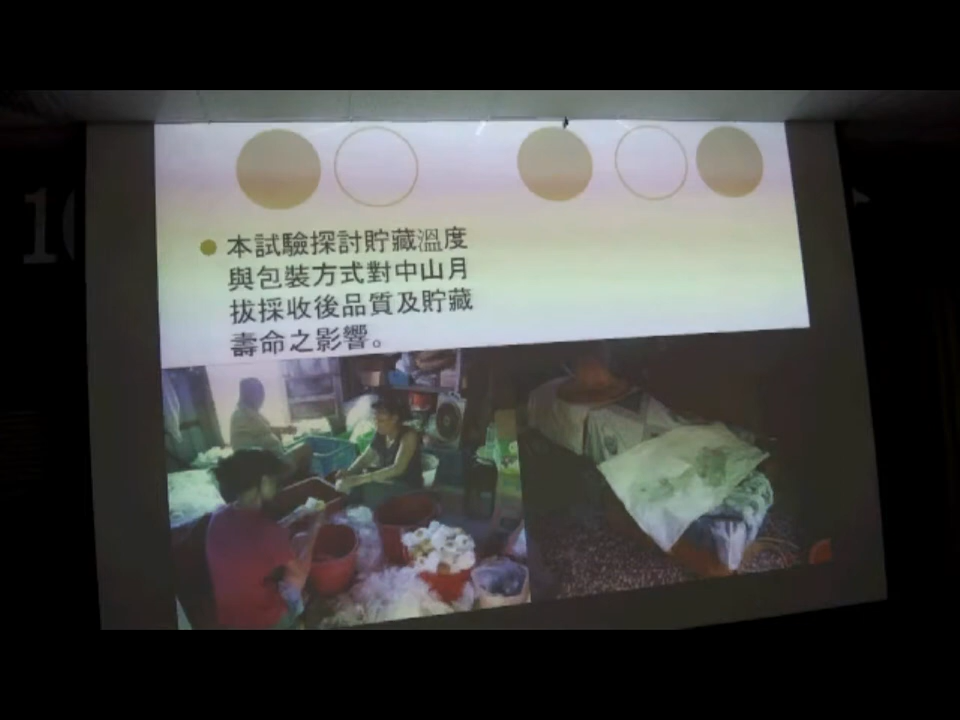 本試驗探討貯藏溫度
與包裝方式對中山月
拔採收後品質及貯藏
壽命之影響。